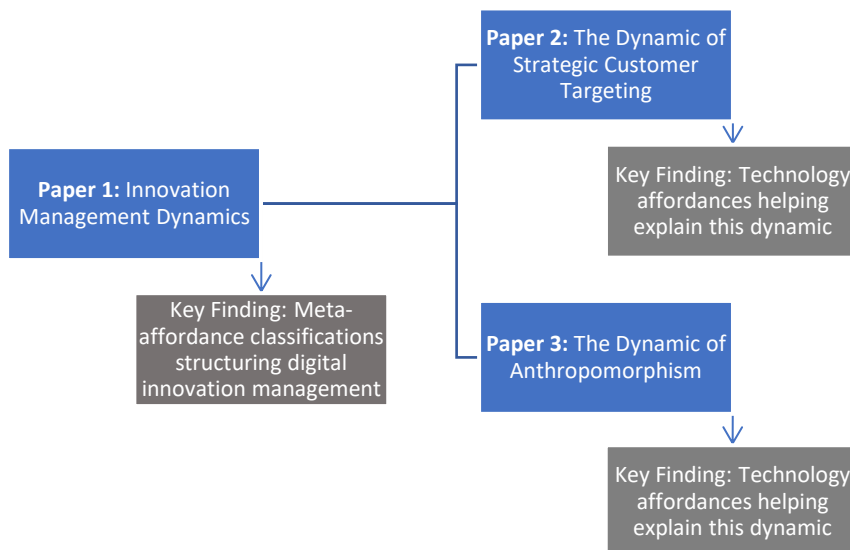 Paper 1: Innovation
Management Dynamics
Key Finding: Meta-
affordance classifications
structuring digital
innovation management
Paper 2: The Dynamic of
Strategic Customer
Targeting
Key Finding: Technology
affordances helping
explain this dynamic
Paper 3: The Dynamic of
Anthropomorphism
Key Finding: Technology
affordances helping
explain this dynamic